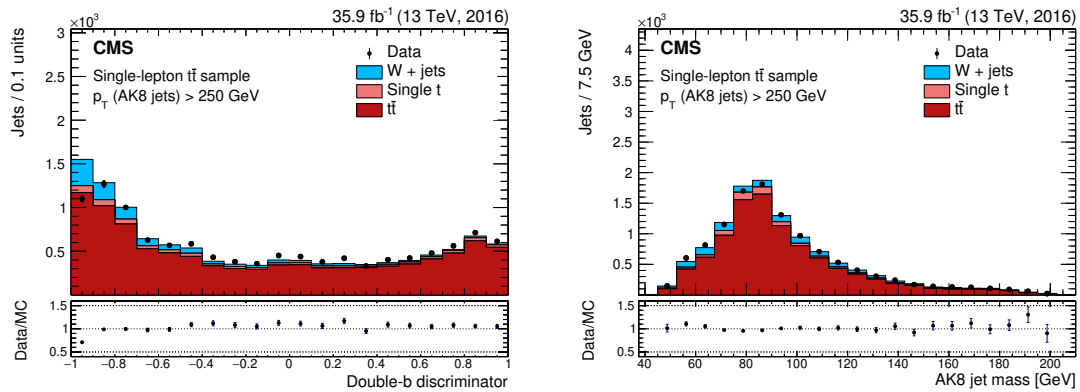 35.9 fb⁻¹ (13 TeV, 2016)
×10³
CMS
Single-lepton tt̄ sample
p_T (AK8 jets) > 250 GeV
Data
W + jets
Single t
tt̄
Jets / 0.1 units
3
2.5
2
1.5
1
0.5
Data/MC
1.5
1
0.5
−1 −0.8 −0.6 −0.4 −0.2 0 0.2 0.4 0.6 0.8 1
Double-b discriminator
35.9 fb⁻¹ (13 TeV, 2016)
×10³
CMS
Single-lepton tt̄ sample
p_T (AK8 jets) > 250 GeV
Data
W + jets
Single t
tt̄
Jets / 7.5 GeV
4
3.5
3
2.5
2
1.5
1
0.5
Data/MC
1.5
1
0.5
40 60 80 100 120 140 160 180 200
AK8 jet mass [GeV]